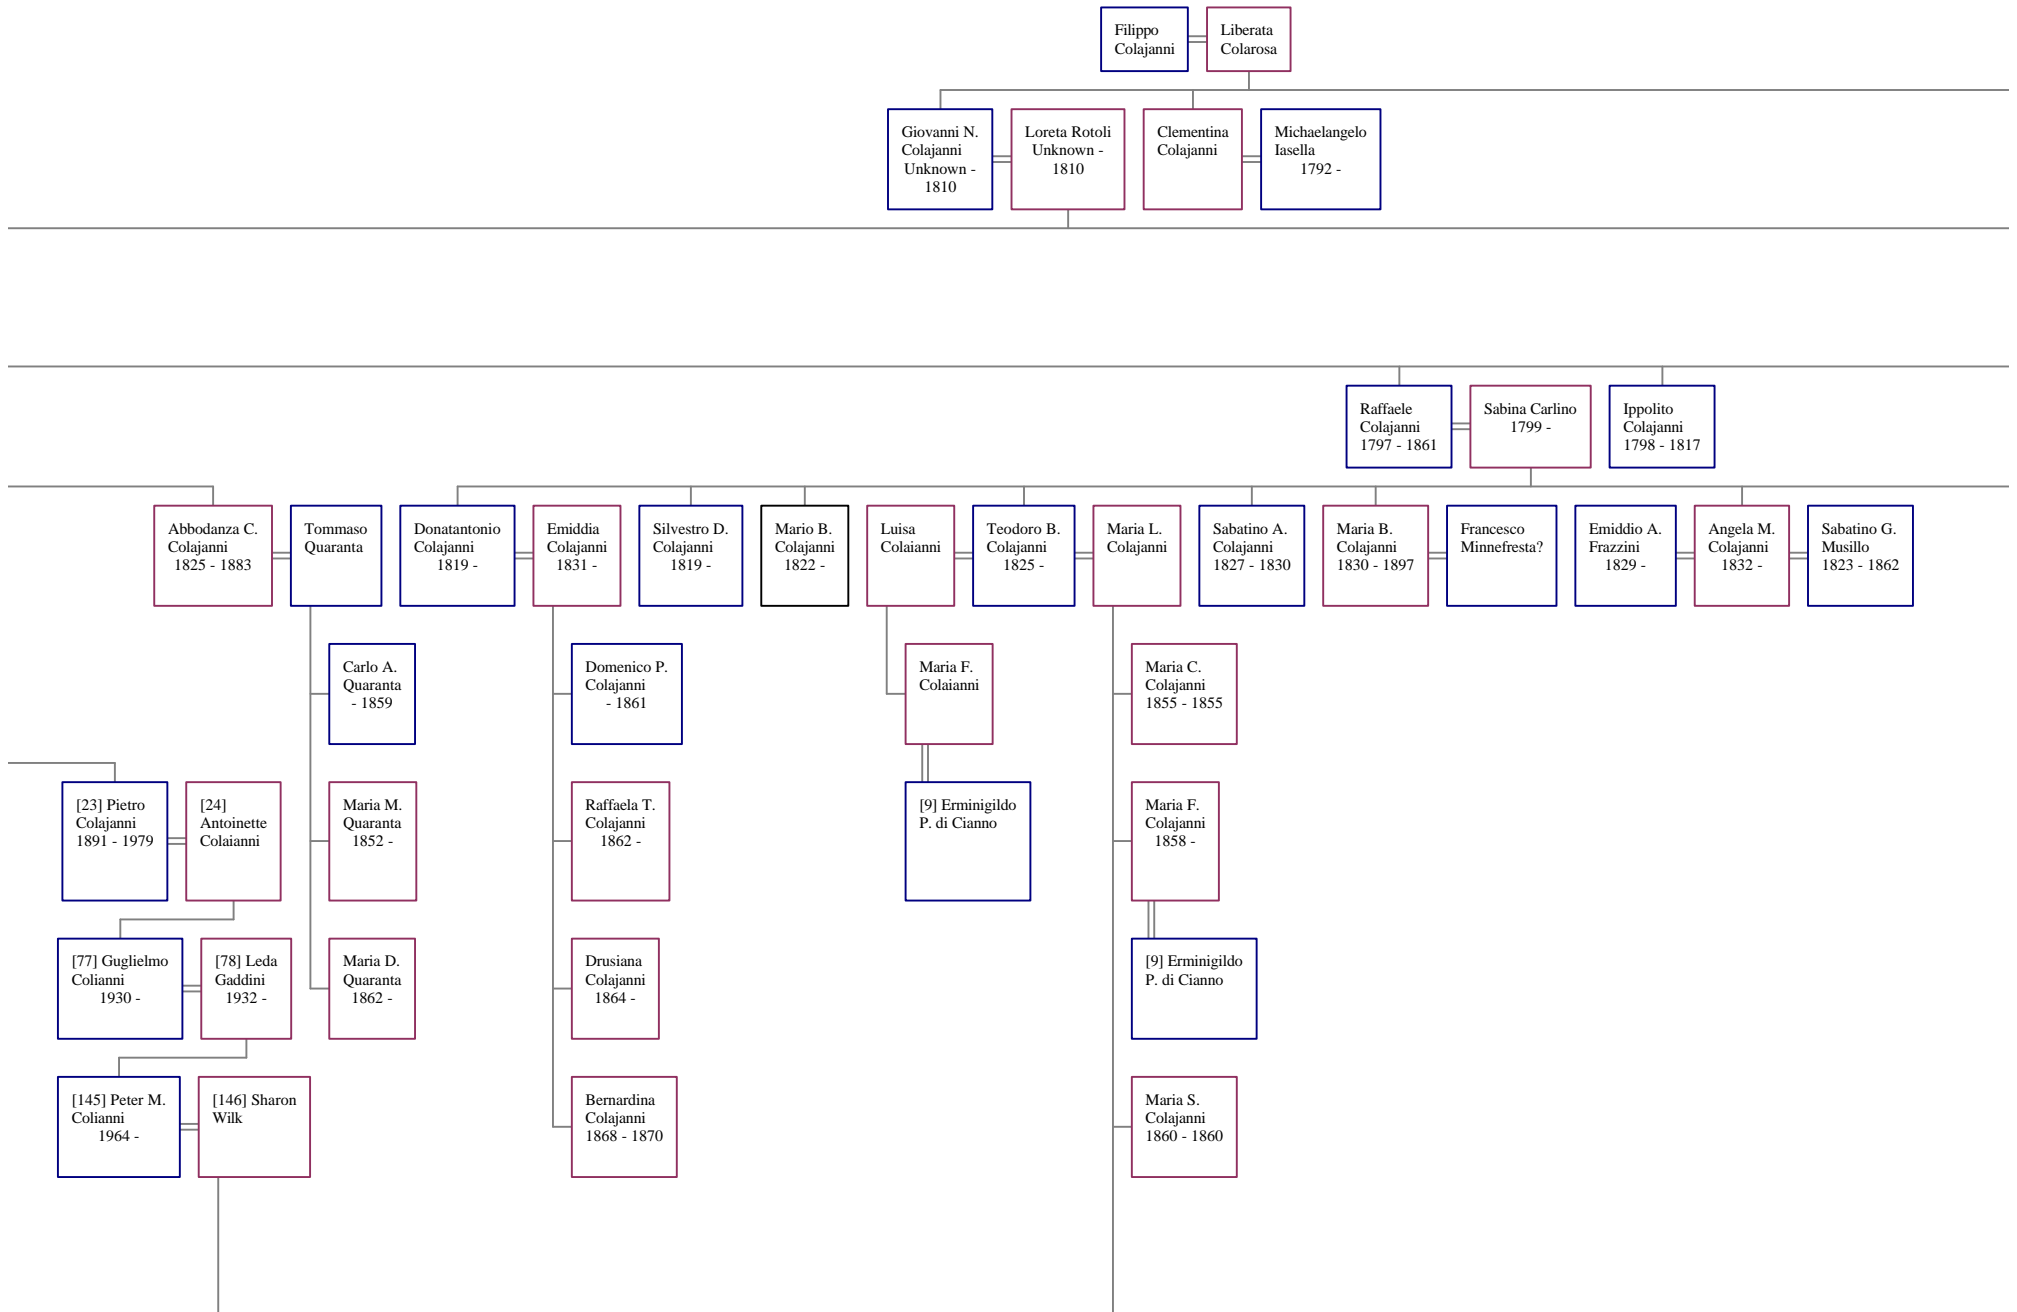 Filippo
Colajanni
Liberata
Colarosa
Giovanni N.
Colajanni
Unknown -
1810
Loreta Rotoli
Unknown -
1810
Clementina
Colajanni
Michaelangelo
Iasella
1792 -
Raffaele
Colajanni
1797 - 1861
Sabina Carlino
1799 -
Ippolito
Colajanni
1798 - 1817
Abbodanza C.
Colajanni
1825 - 1883
Tommaso
Quaranta
Donatantonio
Colajanni
1819 -
Emiddia
Colajanni
1831 -
Silvestro D.
Colajanni
1819 -
Mario B.
Colajanni
1822 -
Luisa
Colaianni
Teodoro B.
Colajanni
1825 -
Maria L.
Colajanni
Sabatino A.
Colajanni
1827 - 1830
Maria B.
Colajanni
1830 - 1897
Francesco
Minnefresta?
Emiddio A.
Frazzini
1829 -
Angela M.
Colajanni
1832 -
Sabatino G.
Musillo
1823 - 1862
Carlo A.
Quaranta
- 1859
Domenico P.
Colajanni
- 1861
Maria F.
Colaianni
Maria C.
Colajanni
1855 - 1855
[23] Pietro
Colajanni
1891 - 1979
[24]
Antoinette
Colaianni
Maria M.
Quaranta
1852 -
Raffaela T.
Colajanni
1862 -
[9] Erminigildo
P. di Cianno
Maria F.
Colajanni
1858 -
[77] Guglielmo
Colianni
1930 -
[78] Leda
Gaddini
1932 -
Maria D.
Quaranta
1862 -
Drusiana
Colajanni
1864 -
[9] Erminigildo
P. di Cianno
[145] Peter M.
Colianni
1964 -
[146] Sharon
Wilk
Bernardina
Colajanni
1868 - 1870
Maria S.
Colajanni
1860 - 1860